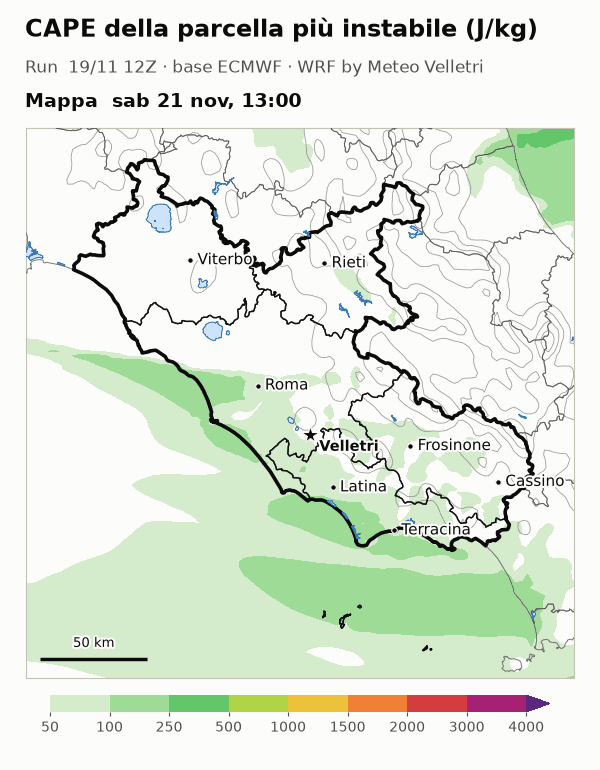 CAPE della parcella più instabile (J/kg)
Run  19/11 12Z · base ECMWF · WRF by Meteo Velletri
Mappa  sab 21 nov, 13:00
Viterbo
Rieti
Roma
Velletri
Frosinone
Latina
Cassino
Terracina
50 km
50 100 250 500 1000 1500 2000 3000 4000